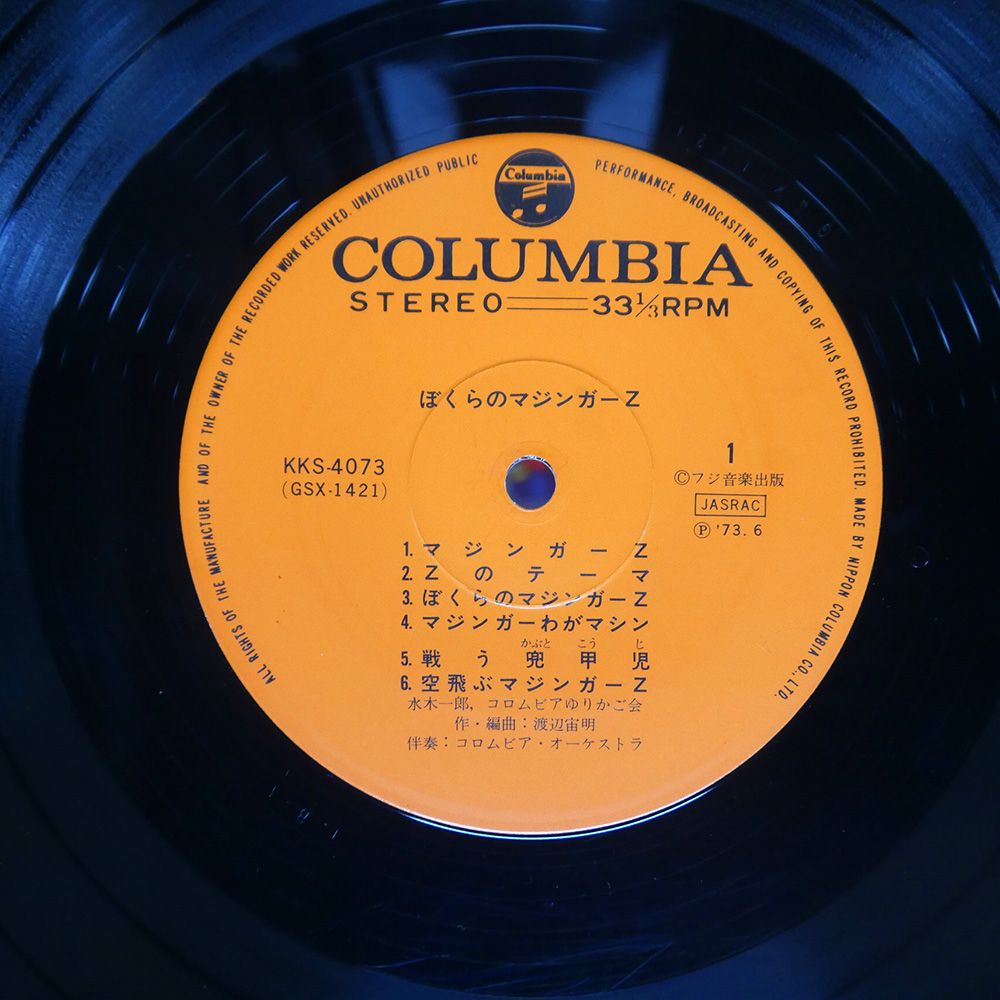 ALL RIGHTS OF THE MANUFACTURE AND OF THE OWNER OF THE RECORDED WORK RESERVED. UNAUTHORIZED PUBLIC PERFORMANCE, BROADCASTING AND COPYING OF THIS RECORD PROHIBITED. MADE BY NIPPON COLUMBIA CO., LTD.
Columbia
COLUMBIA
STEREO 33⅓RPM
ぼくらのマジンガーZ
KKS-4073
(GSX-1421)
1
©フジ音楽出版
JASRAC
Ⓟ '73.6
1. マジンガーZ
2. Zのテーマ
3. ぼくらのマジンガーZ
4. マジンガーわがマシン
かぶと こう じ
5. 戦う兜甲児
6. 空飛ぶマジンガーZ
水木一郎, コロムビアゆりかご会
作・編曲:渡辺宙明
伴奏:コロムビア・オーケストラ